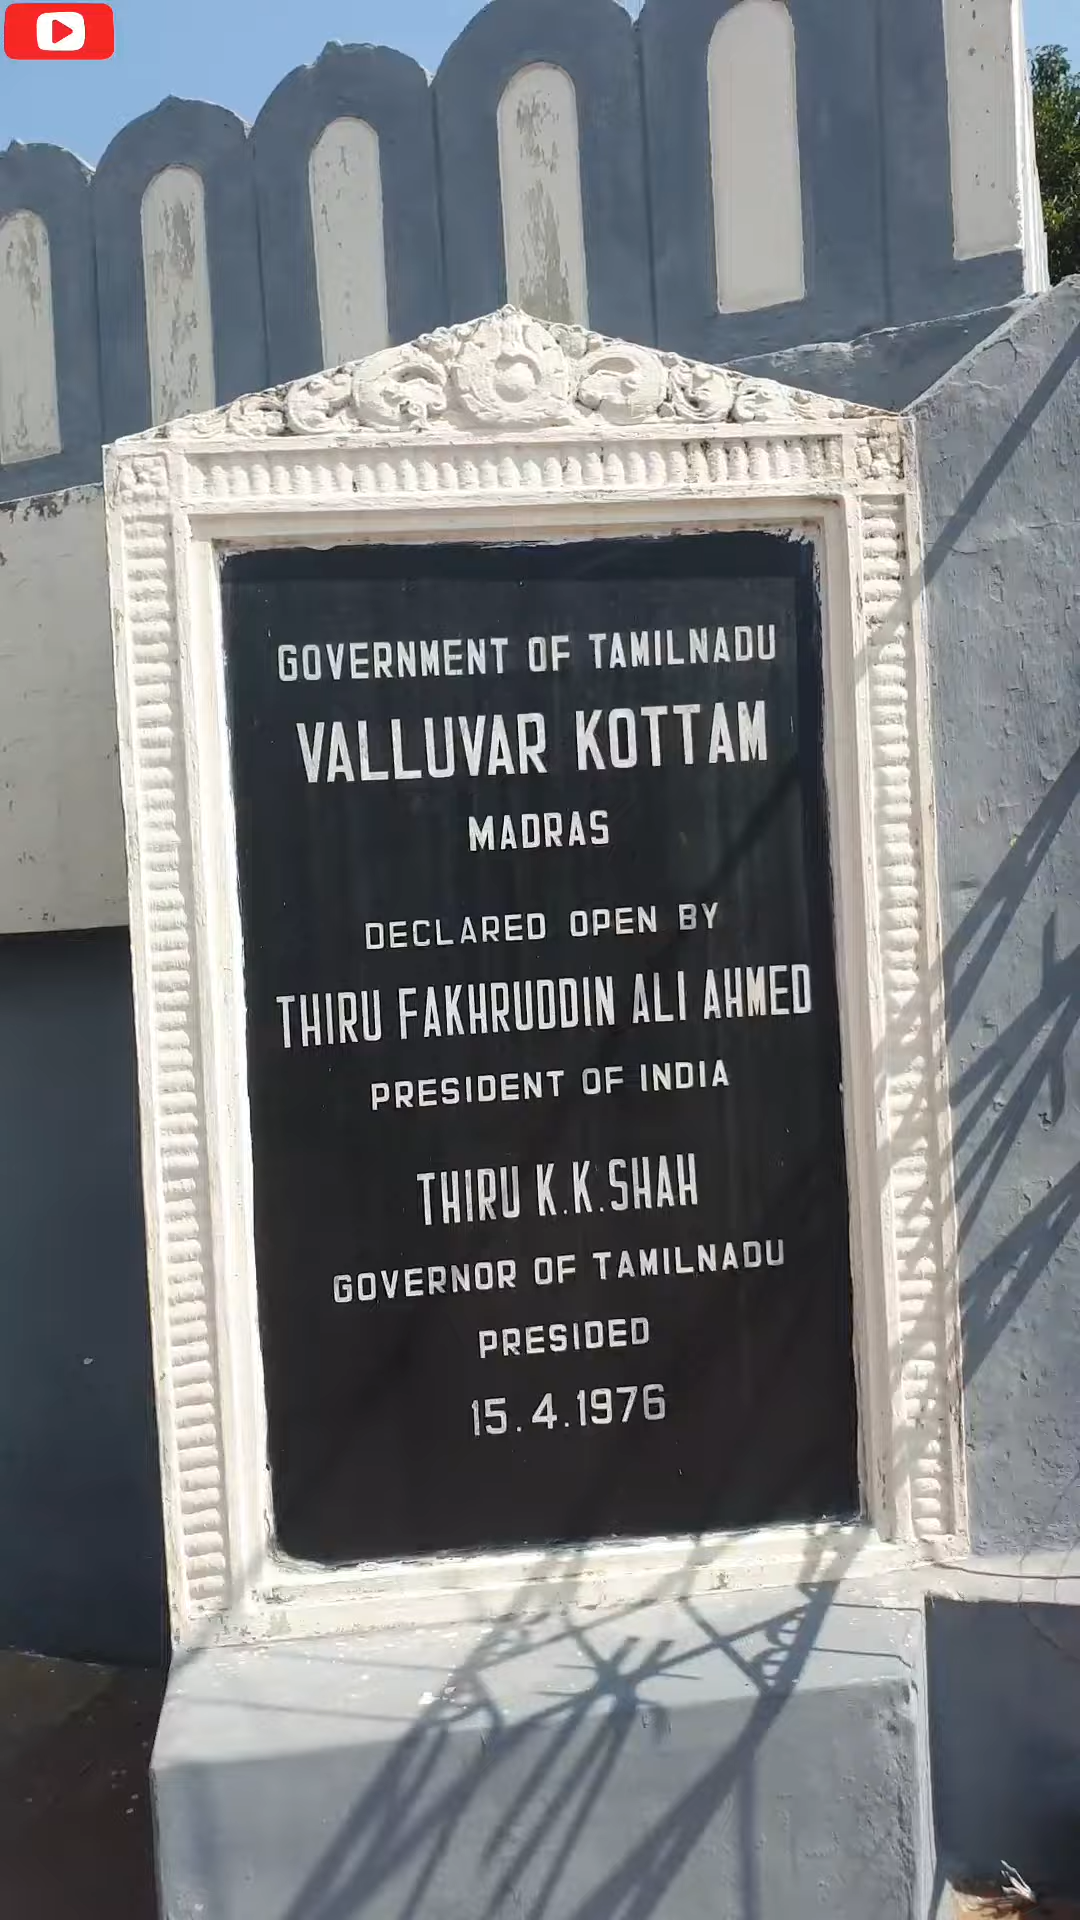 GOVERNMENT OF TAMILNADU
VALLUVAR KOTTAM
MADRAS
DECLARED OPEN BY
THIRU FAKHRUDDIN ALI AHMED
PRESIDENT OF INDIA
THIRU K.K.SHAH
GOVERNOR OF TAMILNADU
PRESIDED
15.4.1976